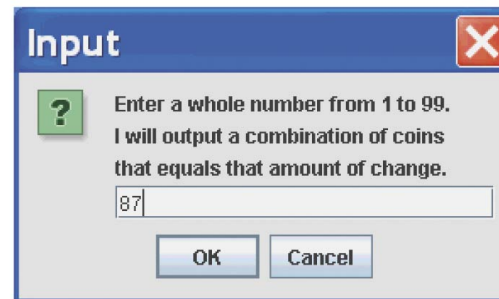 Input
?
Enter a whole number from 1 to 99.
I will output a combination of coins
that equals that amount of change.
87
OK Cancel